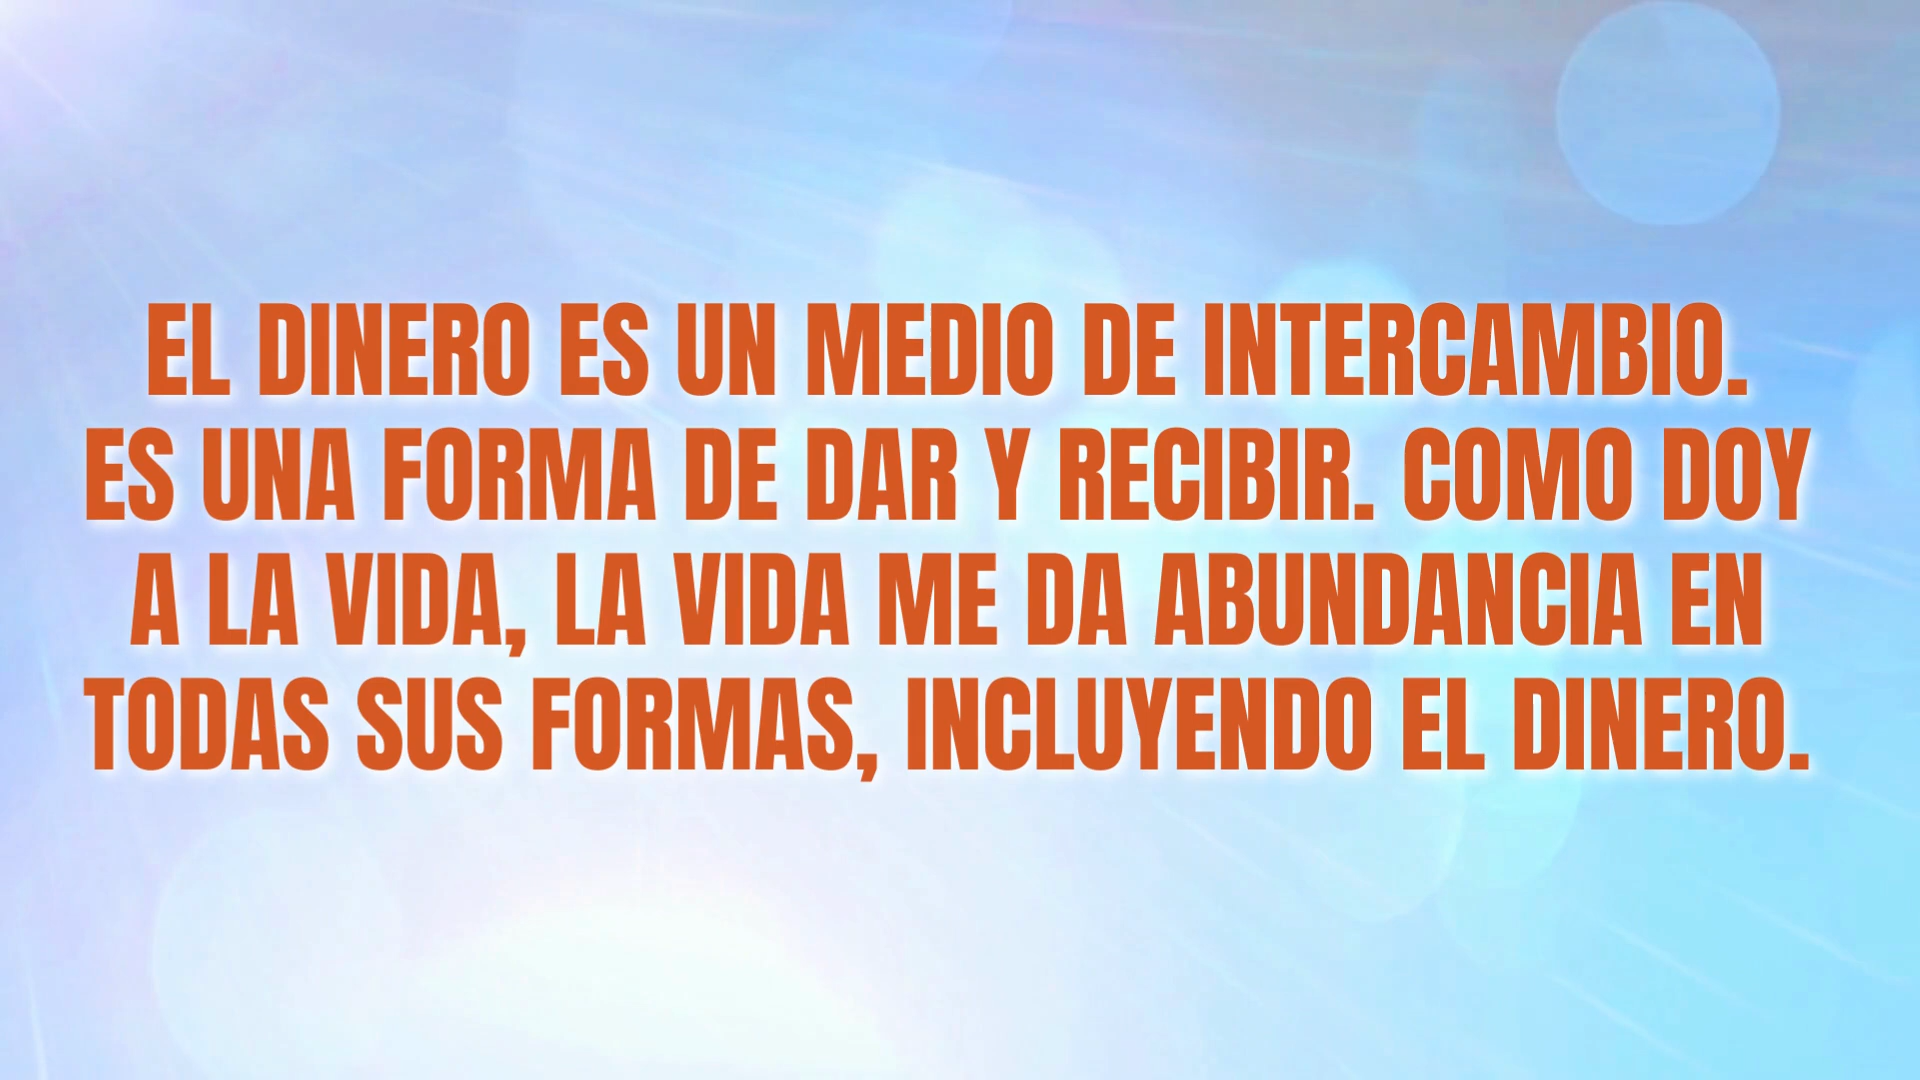 EL DINERO ES UN MEDIO DE INTERCAMBIO.
ES UNA FORMA DE DAR Y RECIBIR. COMO DOY
A LA VIDA, LA VIDA ME DA ABUNDANCIA EN
TODAS SUS FORMAS, INCLUYENDO EL DINERO.